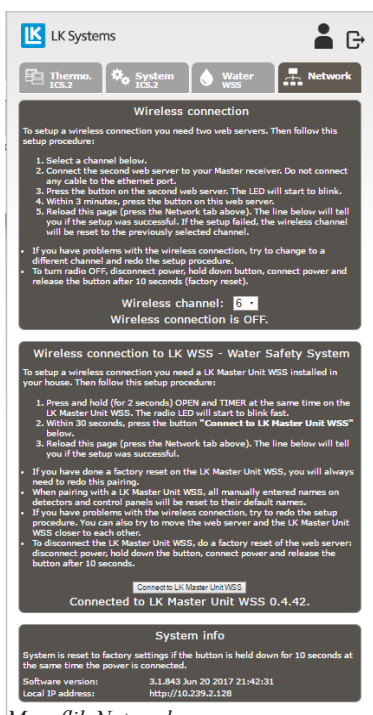 LK LK Systems
Thermo. ICS.2
System ICS.2
Water WSS
Network
Wireless connection
To setup a wireless connection you need two web servers. Then follow this
setup procedure:
1. Select a channel below.
2. Connect the second web server to your Master receiver. Do not connect
any cable to the ethernet port.
3. Press the button on the second web server. The LED will start to blink.
4. Within 3 minutes, press the button on this web server.
5. Reload this page (press the Network tab above). The line below will tell
you if the setup was successful. If the setup failed, the wireless channel
will be reset to the previously selected channel.
• If you have problems with the wireless connection, try to change to a
different channel and redo the setup procedure.
• To turn radio OFF, disconnect power, hold down button, connect power and
release the button after 10 seconds (factory reset).
Wireless channel: 6
Wireless connection is OFF.
Wireless connection to LK WSS - Water Safety System
To setup a wireless connection you need a LK Master Unit WSS installed in
your house. Then follow this setup procedure:
1. Press and hold (for 2 seconds) OPEN and TIMER at the same time on the
LK Master Unit WSS. The radio LED will start to blink fast.
2. Within 30 seconds, press the button "Connect to LK Master Unit WSS"
below.
3. Reload this page (press the Network tab above). The line below will tell
you if the setup was successful.
• If you have done a factory reset on the LK Master Unit WSS, you will always
need to redo this pairing.
• When pairing with a LK Master Unit WSS, all manually entered names on
detectors and control panels will be reset to their default names.
• If you have problems with the wireless connection, try to redo the setup
procedure. You can also try to move the web server and the LK Master Unit
WSS closer to each other.
• To disconnect the LK Master Unit WSS, do a factory reset of the web server:
disconnect power, hold down the button, connect power and release the
button after 10 seconds.
Connect to LK Master Unit WSS
Connected to LK Master Unit WSS 0.4.42.
System info
System is reset to factory settings if the button is held down for 10 seconds at
the same time the power is connected.
Software version: 3.1.843 Jun 20 2017 21:42:31
Local IP address: http://10.239.2.128